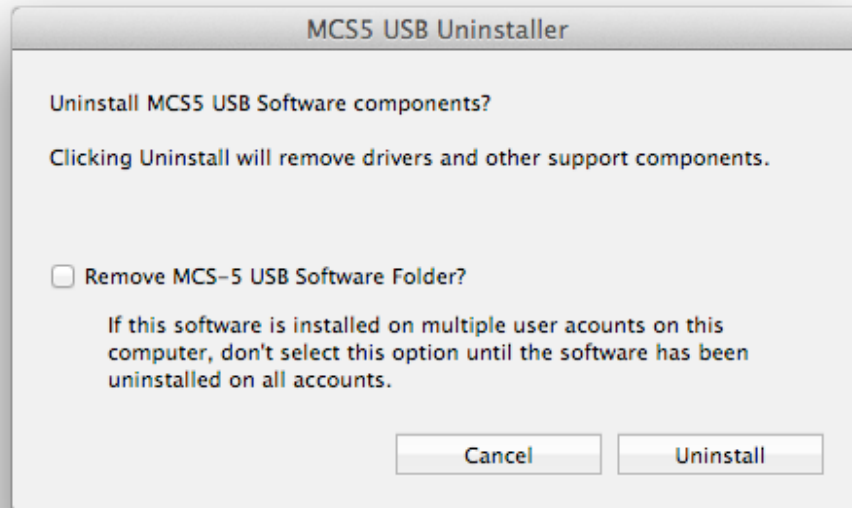 MCS5 USB Uninstaller
Uninstall MCS5 USB Software components?
Clicking Uninstall will remove drivers and other support components.
Remove MCS-5 USB Software Folder?
If this software is installed on multiple user acounts on this
computer, don't select this option until the software has been
uninstalled on all accounts.
Cancel
Uninstall